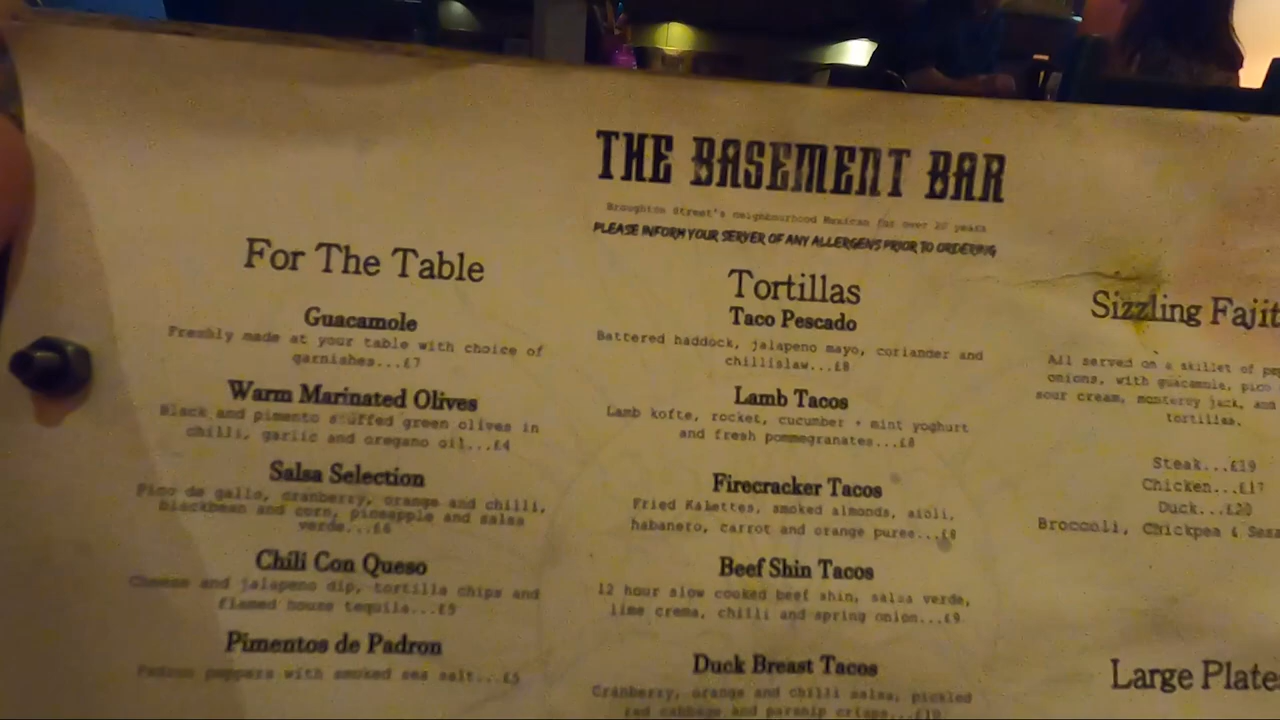 THE BASEMENT BAR
Broughton Street's neighbourhood Mexican for over 20 years
PLEASE INFORM YOUR SERVER OF ANY ALLERGENS PRIOR TO ORDERING
For The Table
Guacamole
Freshly made at your table with choice of
garnishes...£7
Warm Marinated Olives
Black and pimento stuffed green olives in
chilli, garlic and oregano oil...£4
Salsa Selection
Pico de gallo, cranberry, orange and chilli,
blackbean and corn, pineapple and salsa
verde...£6
Chili Con Queso
Cheese and jalapeno dip, tortilla chips and
flamed house tequila...£9
Pimentos de Padron
Padron peppers with smoked sea salt...£5
Tortillas
Taco Pescado
Battered haddock, jalapeno mayo, coriander and
chillislaw...£8
Lamb Tacos
Lamb kofte, rocket, cucumber + mint yoghurt
and fresh pommegranates...£8
Firecracker Tacos
Fried Kalettes, smoked almonds, aioli,
habanero, carrot and orange puree...£8
Beef Shin Tacos
12 hour slow cooked beef shin, salsa verde,
lime crema, chilli and spring onion...£9
Duck Breast Tacos
Cranberry, orange and chilli salsa, pickled
red cabbage and parsnip crisps...£10
Sizzling Fajit
All served on a skillet of pe
onions, with guacamole, pico
sour cream, monterey jack, and
tortillas.
Steak...£19
Chicken...£17
Duck...£20
Broccoli, Chickpea & Sesa
Large Plate